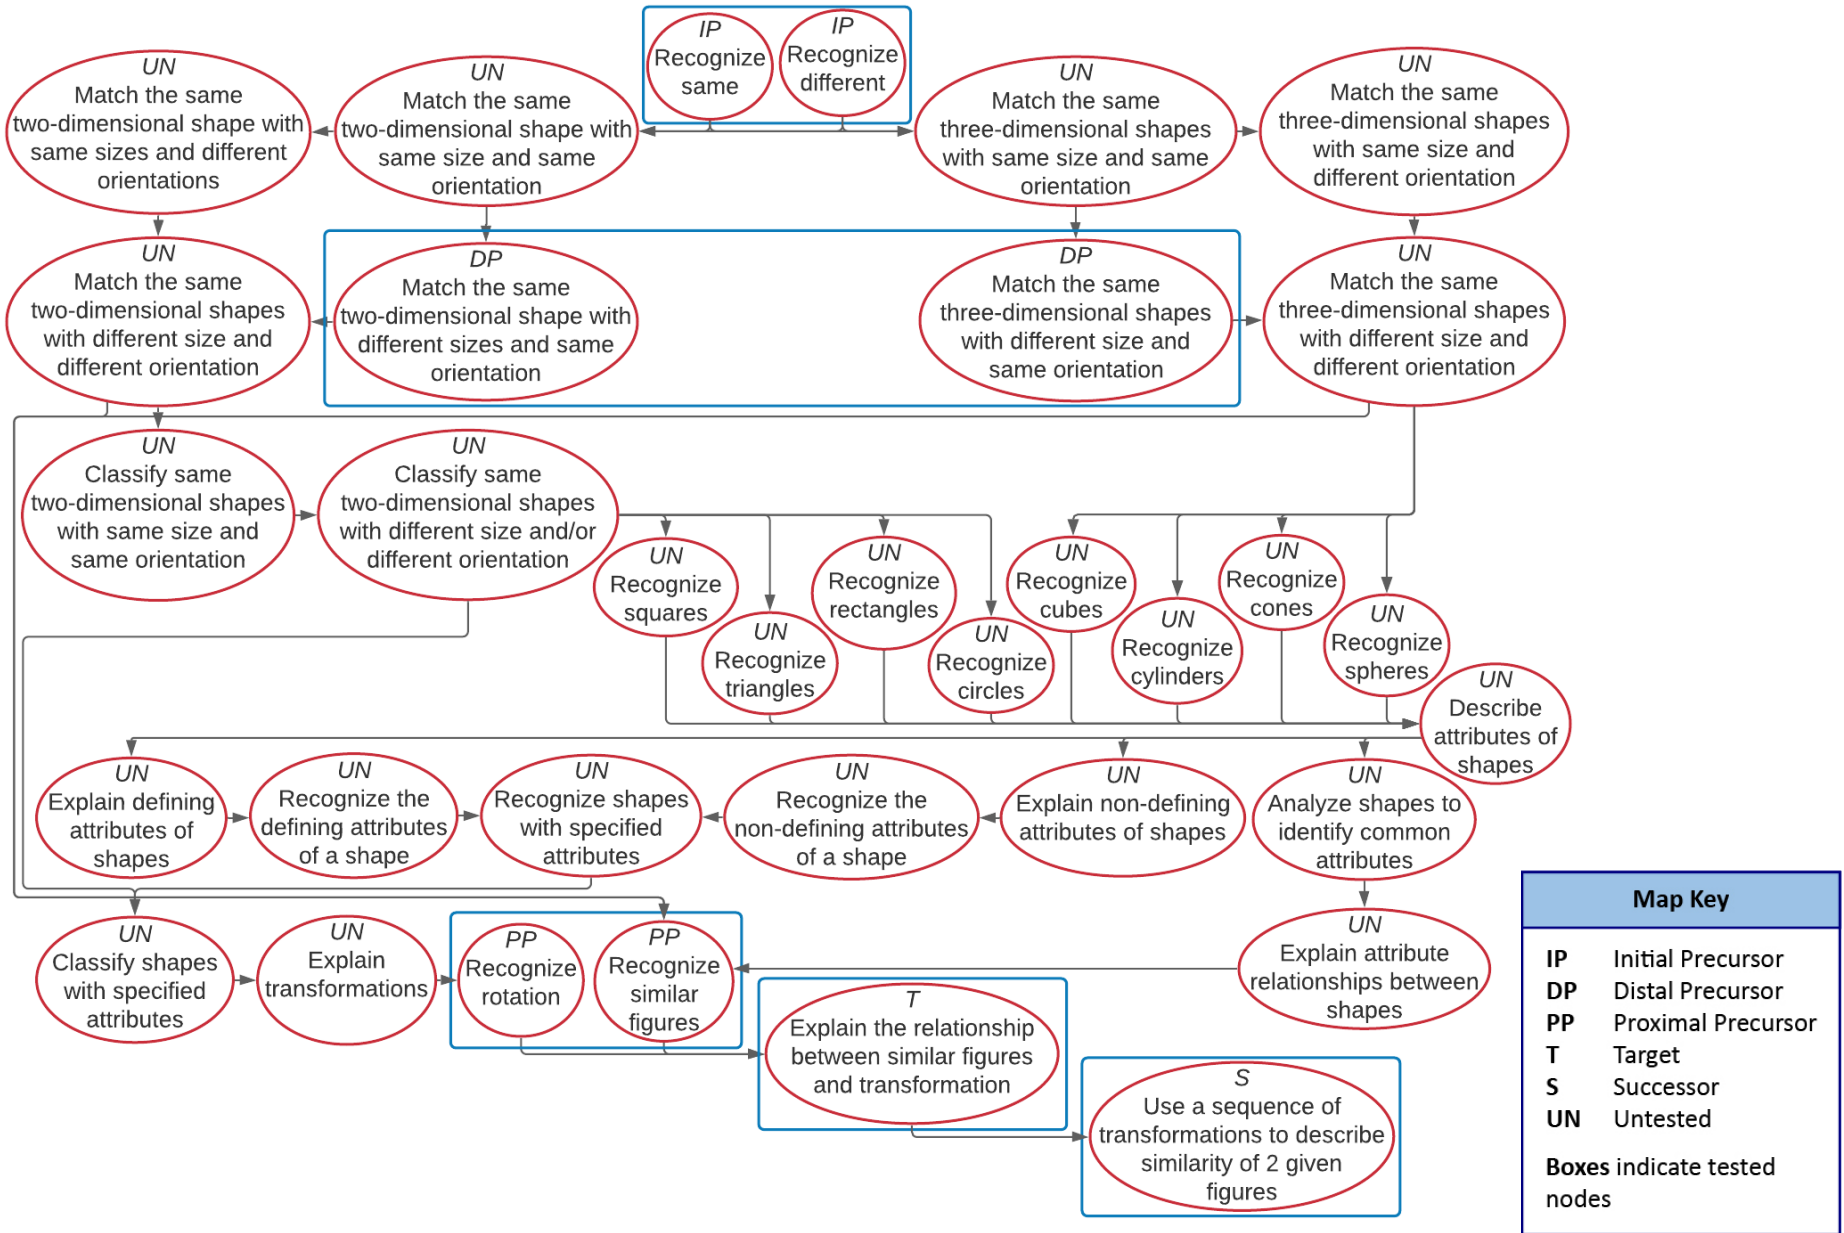 IP
Recognize
same
IP
Recognize
different
UN
Match the same
two-dimensional shape with
same sizes and different
orientations
UN
Match the same
two-dimensional shape with
same size and same
orientation
UN
Match the same
three-dimensional shapes
with same size and same
orientation
UN
Match the same
three-dimensional shapes
with same size and
different orientation
UN
Match the same
two-dimensional shapes
with different size and
different orientation
DP
Match the same
two-dimensional shape with
different sizes and same
orientation
DP
Match the same
three-dimensional shapes
with different size and
same orientation
UN
Match the same
three-dimensional shapes
with different size and
different orientation
UN
Classify same
two-dimensional shapes
with same size and
same orientation
UN
Classify same
two-dimensional shapes
with different size and/or
different orientation
UN
Recognize
squares
UN
Recognize
triangles
UN
Recognize
rectangles
UN
Recognize
circles
UN
Recognize
cubes
UN
Recognize
cylinders
UN
Recognize
cones
UN
Recognize
spheres
UN
Describe
attributes of
shapes
UN
Explain defining
attributes of
shapes
UN
Recognize the
defining attributes
of a shape
UN
Recognize shapes
with specified
attributes
UN
Recognize the
non-defining attributes
of a shape
UN
Explain non-defining
attributes of shapes
UN
Analyze shapes to
identify common
attributes
UN
Classify shapes
with specified
attributes
UN
Explain
transformations
PP
Recognize
rotation
PP
Recognize
similar
figures
UN
Explain attribute
relationships between
shapes
T
Explain the relationship
between similar figures
and transformation
S
Use a sequence of
transformations to describe
similarity of 2 given
figures
Map Key
IP Initial Precursor
DP Distal Precursor
PP Proximal Precursor
T Target
S Successor
UN Untested
Boxes indicate tested
nodes